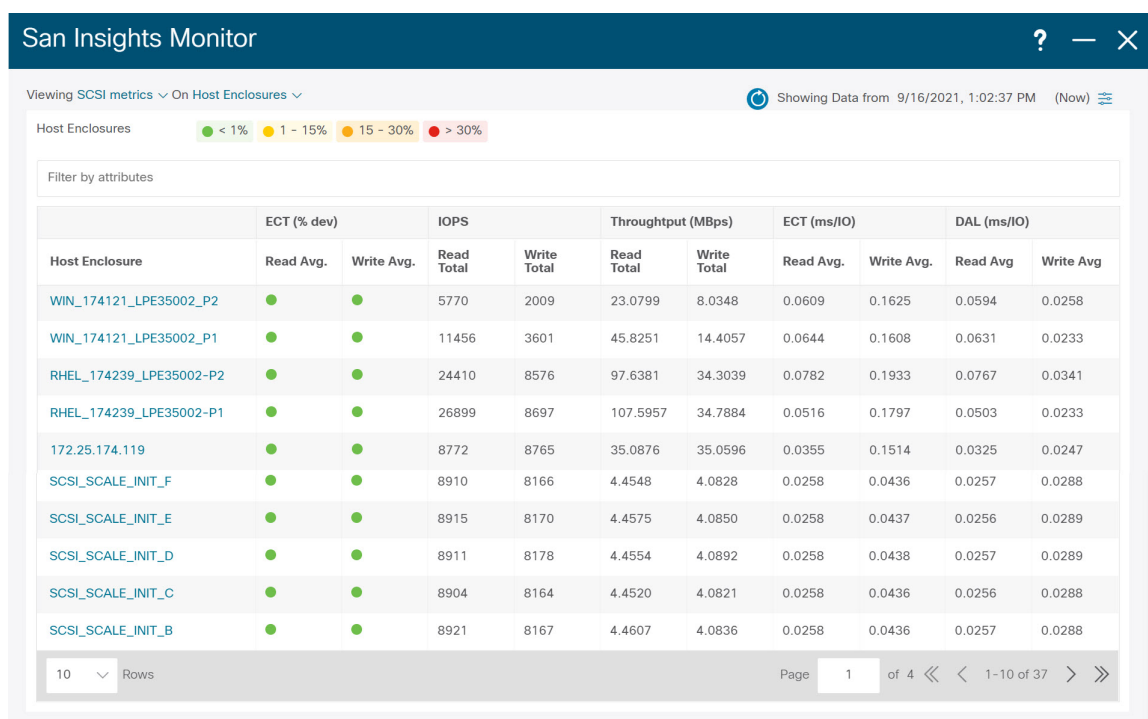 San Insights Monitor ?
Viewing SCSI metrics On Host Enclosures Showing Data from 9/16/2021, 1:02:37 PM (Now)
Host Enclosures < 1% 1 - 15% 15 - 30% > 30%
Filter by attributes
ECT (% dev) IOPS Throughtput (MBps) ECT (ms/IO) DAL (ms/IO)
Host Enclosure Read Avg. Write Avg. Read Total Write Total Read Total Write Total Read Avg. Write Avg. Read Avg Write Avg
WIN_174121_LPE35002_P2 5770 2009 23.0799 8.0348 0.0609 0.1625 0.0594 0.0258
WIN_174121_LPE35002_P1 11456 3601 45.8251 14.4057 0.0644 0.1608 0.0631 0.0233
RHEL_174239_LPE35002-P2 24410 8576 97.6381 34.3039 0.0782 0.1933 0.0767 0.0341
RHEL_174239_LPE35002-P1 26899 8697 107.5957 34.7884 0.0516 0.1797 0.0503 0.0233
172.25.174.119 8772 8765 35.0876 35.0596 0.0355 0.1514 0.0325 0.0247
SCSI_SCALE_INIT_F 8910 8166 4.4548 4.0828 0.0258 0.0436 0.0257 0.0288
SCSI_SCALE_INIT_E 8915 8170 4.4575 4.0850 0.0258 0.0437 0.0256 0.0289
SCSI_SCALE_INIT_D 8911 8178 4.4554 4.0892 0.0258 0.0438 0.0257 0.0289
SCSI_SCALE_INIT_C 8904 8164 4.4520 4.0821 0.0258 0.0436 0.0256 0.0288
SCSI_SCALE_INIT_B 8921 8167 4.4607 4.0836 0.0258 0.0436 0.0257 0.0288
10 Rows Page 1 of 4 1-10 of 37